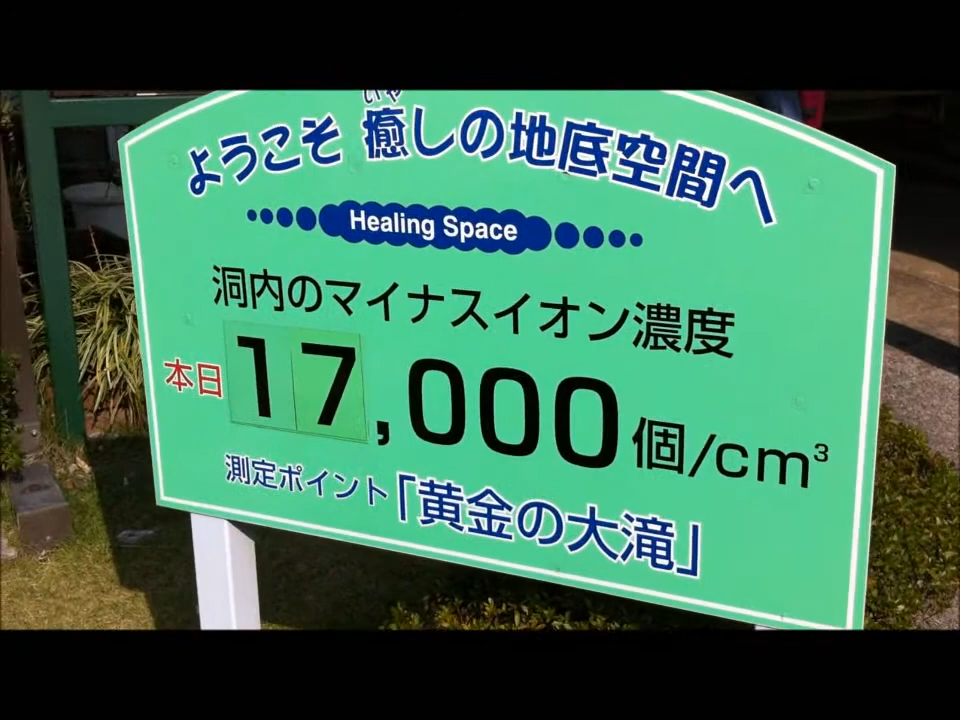 ようこそ 癒しの地底空間へ
Healing Space
洞内のマイナスイオン濃度
本日 17,000個/cm³
測定ポイント「黄金の大滝」